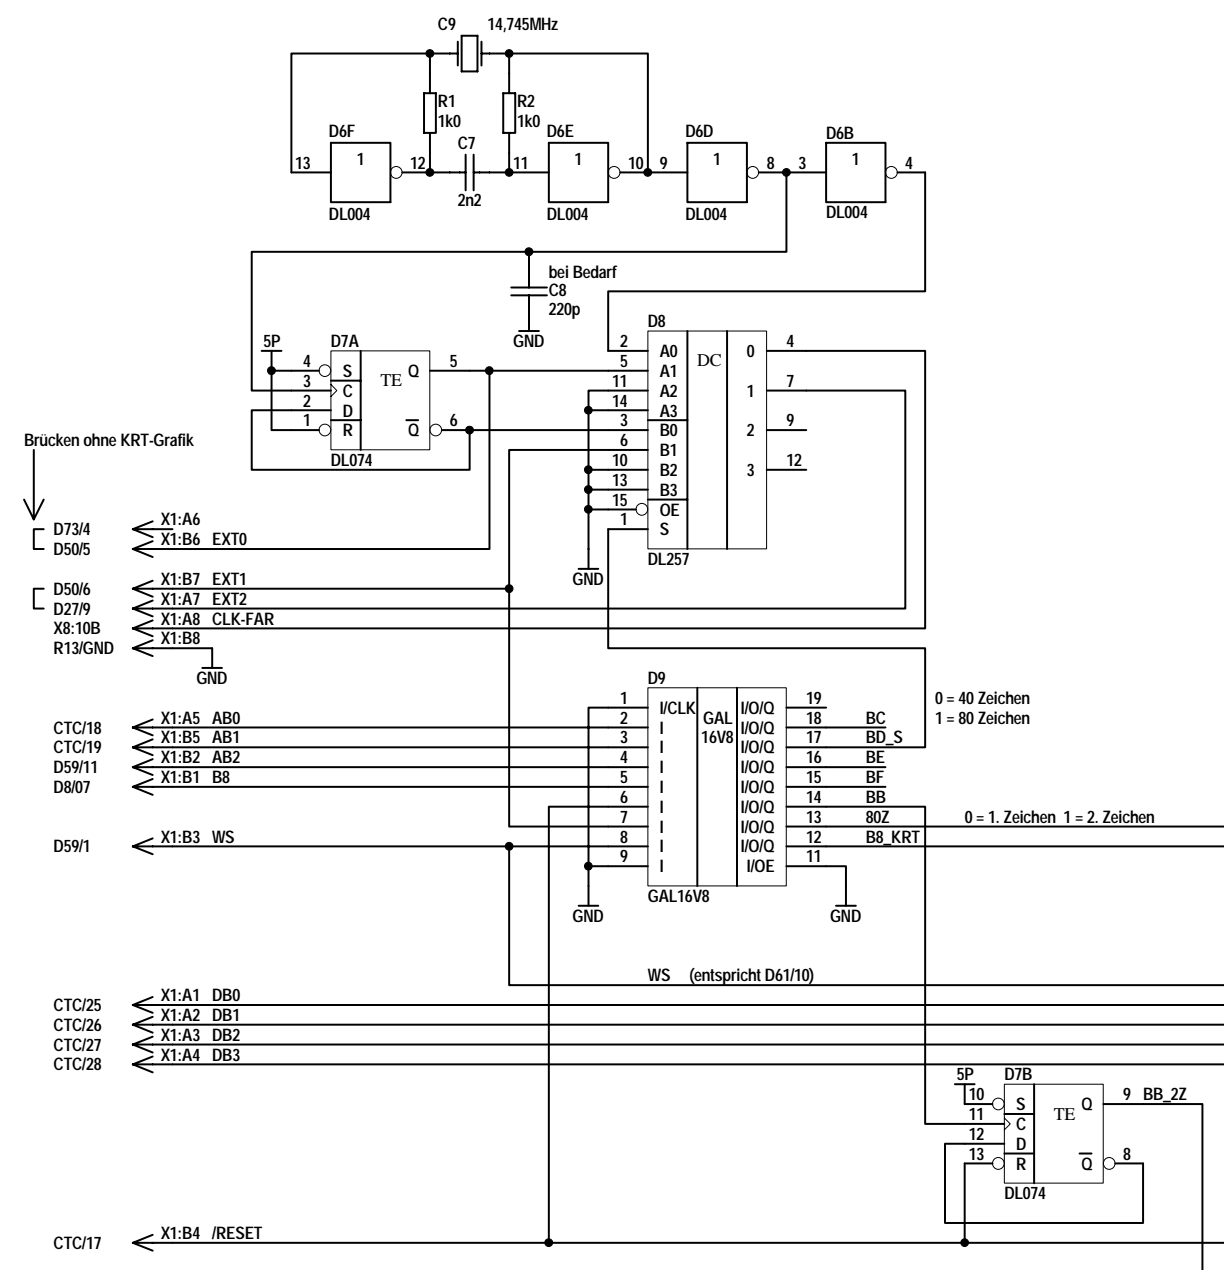 C9 14,745MHz
R1 R2
1k0 1k0
D6F C7 D6E D6D D6B
13 1 12 11 1 10 9 1 8 3 1 4
2n2
DL004 DL004 DL004 DL004
bei Bedarf
C8
220p
GND
5P D7A
4 S TE Q 5
3 C
2 D
1 R Q 6
DL074
D8
2 A0 DC 0 4
5 A1
11 A2 1 7
14 A3
3 B0 2 9
6 B1
10 B2 3 12
13 B3
15 OE
1 S
DL257
GND
Brücken ohne KRT-Grafik
D73/4 X1:A6
D50/5 X1:B6 EXT0
D50/6 X1:B7 EXT1
D27/9 X1:A7 EXT2
X8:10B X1:A8 CLK-FAR
R13/GND X1:B8
GND
D9
1 I/CLK GAL I/O/Q 19
2 I 16V8 I/O/Q 18 BC
3 I I/O/Q 17 BD_S
4 I I/O/Q 16 BE
5 I I/O/Q 15 BF
6 I I/O/Q 14 BB
7 I I/O/Q 13 80Z
8 I I/O/Q 12 B8_KRT
9 I I/OE 11
GAL16V8
GND GND
0 = 40 Zeichen
1 = 80 Zeichen
0 = 1. Zeichen 1 = 2. Zeichen
CTC/18 X1:A5 AB0
CTC/19 X1:B5 AB1
D59/11 X1:B2 AB2
D8/07 X1:B1 B8
D59/1 X1:B3 WS
WS (entspricht D61/10)
CTC/25 X1:A1 DB0
CTC/26 X1:A2 DB1
CTC/27 X1:A3 DB2
CTC/28 X1:A4 DB3
5P D7B
10 S TE Q 9 BB_2Z
11 C
12 D
13 R Q 8
DL074
CTC/17 X1:B4 /RESET